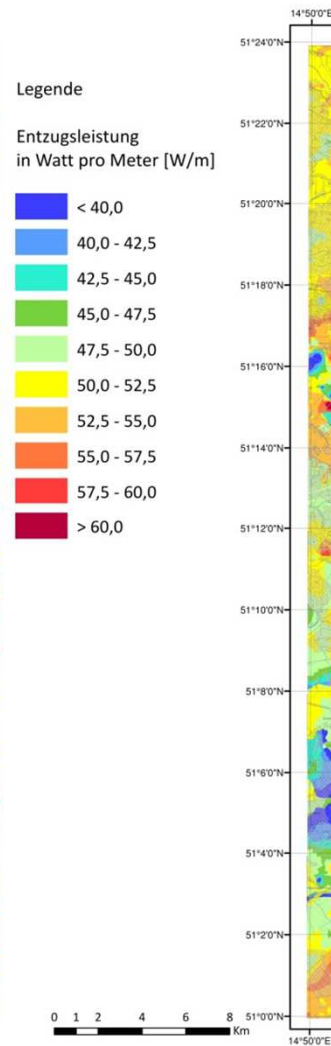 Legende
Entzugsleistung
in Watt pro Meter [W/m]
< 40,0
40,0 - 42,5
42,5 - 45,0
45,0 - 47,5
47,5 - 50,0
50,0 - 52,5
52,5 - 55,0
55,0 - 57,5
57,5 - 60,0
> 60,0
0 1 2 4 6 8
Km
14°50'0"E
51°24'0"N
51°22'0"N
51°20'0"N
51°18'0"N
51°16'0"N
51°14'0"N
51°12'0"N
51°10'0"N
51°8'0"N
51°6'0"N
51°4'0"N
51°2'0"N
51°0'0"N
14°50'0"E